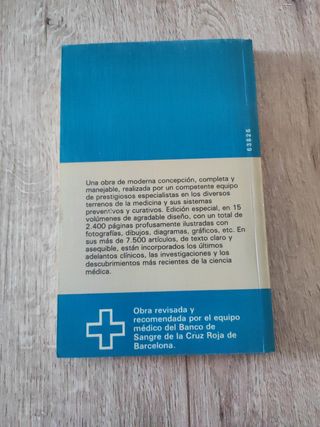 63826
Una obra de moderna concepción, completa y
manejable, realizada por un competente equipo
de prestigiosos especialistas en los diversos
terrenos de la medicina y sus sistemas
preventivos y curativos. Edición especial, en 15
volúmenes de agradable diseño, con un total de
2.400 páginas profusamente ilustradas con
fotografías, dibujos, diagramas, gráficos, etc. En
sus más de 7.500 artículos, de texto claro y
asequible, están incorporados los últimos
adelantos clínicos, las investigaciones y los
descubrimientos más recientes de la ciencia
médica.
Obra revisada y
recomendada por el equipo
médico del Banco de
Sangre de la Cruz Roja de
Barcelona.